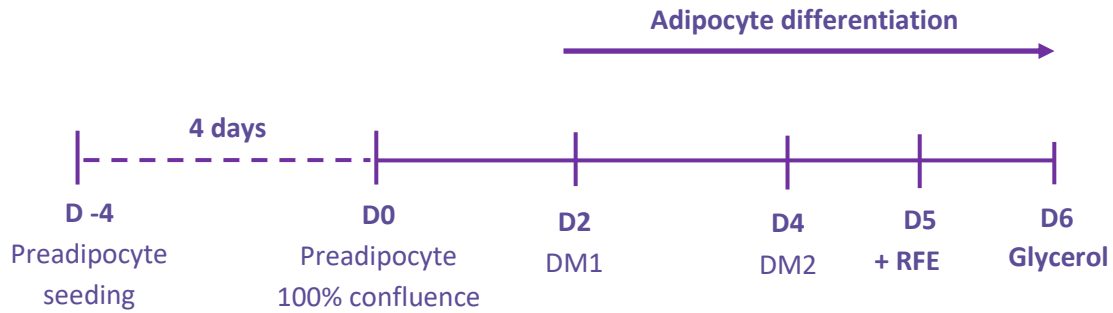 Adipocyte differentiation
4 days
D -4
Preadipocyte
seeding
D0
Preadipocyte
100% confluence
D2
DM1
D4
DM2
D5
+ RFE
D6
Glycerol